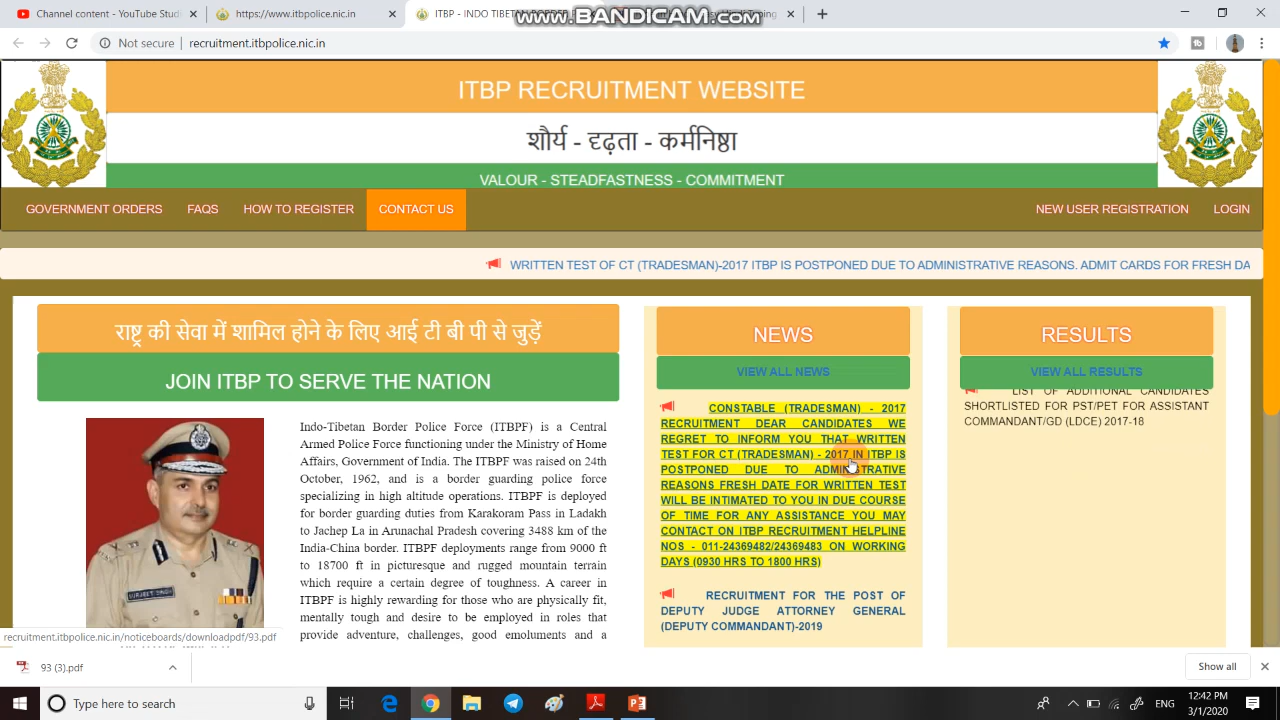 YouTube Stud
ITBP - INDO TIBETAN BORDER
www.BANDICAM.com
Not secure
recruitment.itbpolice.nic.in
ITBP RECRUITMENT WEBSITE
शौर्य - दृढ़ता - कर्मनिष्ठा
VALOUR - STEADFASTNESS - COMMITMENT
GOVERNMENT ORDERS FAQS HOW TO REGISTER CONTACT US NEW USER REGISTRATION LOGIN
WRITTEN TEST OF CT (TRADESMAN)-2017 ITBP IS POSTPONED DUE TO ADMINISTRATIVE REASONS. ADMIT CARDS FOR FRESH DA
राष्ट्र की सेवा में शामिल होने के लिए आई टी बी पी से जुड़ें
JOIN ITBP TO SERVE THE NATION
Indo-Tibetan Border Police Force (ITBPF) is a Central
Armed Police Force functioning under the Ministry of Home
Affairs, Government of India. The ITBPF was raised on 24th
October, 1962, and is a border guarding police force
specializing in high altitude operations. ITBPF is deployed
for border guarding duties from Karakoram Pass in Ladakh
to Jachep La in Arunachal Pradesh covering 3488 km of the
India-China border. ITBPF deployments range from 9000 ft
to 18700 ft in picturesque and rugged mountain terrain
which require a certain degree of toughness. A career in
ITBPF is highly rewarding for those who are physically fit,
mentally tough and desire to be employed in roles that
provide adventure, challenges, good emoluments and a
NEWS
VIEW ALL NEWS
CONSTABLE (TRADESMAN) - 2017
RECRUITMENT DEAR CANDIDATES WE
REGRET TO INFORM YOU THAT WRITTEN
TEST FOR CT (TRADESMAN) - 2017 IN ITBP IS
POSTPONED DUE TO ADMINISTRATIVE
REASONS FRESH DATE FOR WRITTEN TEST
WILL BE INTIMATED TO YOU IN DUE COURSE
OF TIME FOR ANY ASSISTANCE YOU MAY
CONTACT ON ITBP RECRUITMENT HELPLINE
NOS - 011-24369482/24369483 ON WORKING
DAYS (0930 HRS TO 1800 HRS)
RECRUITMENT FOR THE POST OF
DEPUTY JUDGE ATTORNEY GENERAL
(DEPUTY COMMANDANT)-2019
RESULTS
VIEW ALL RESULTS
LIST OF ADDITIONAL CANDIDATES
SHORTLISTED FOR PST/PET FOR ASSISTANT
COMMANDANT/GD (LDCE) 2017-18
SURJEET SINGH
recruitment.itbpolice.nic.in/noticeboards/downloadpdf/93.pdf
93 (3).pdf
Show all
Type here to search
ENG
12:42 PM
3/1/2020